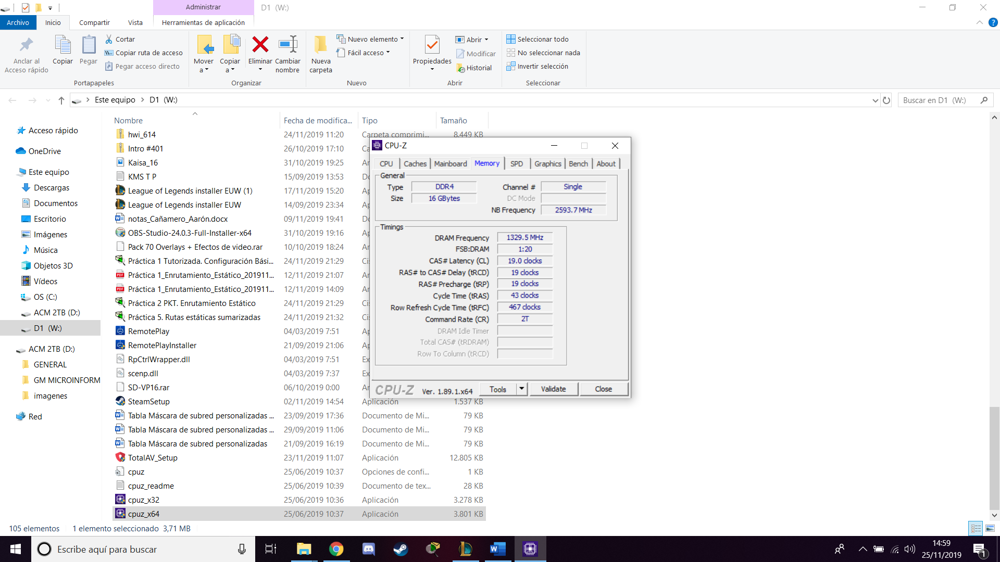 Administrar
D1 (W:)
Archivo
Inicio
Compartir
Vista
Herramientas de aplicación
Anclar al
Acceso rápido
Copiar
Pegar
Cortar
Copiar ruta de acceso
Pegar acceso directo
Portapapeles
Mover
a
Copiar
a
Eliminar
Cambiar
nombre
Organizar
Nueva
carpeta
Nuevo elemento
Fácil acceso
Nuevo
Propiedades
Abrir
Modificar
Historial
Abrir
Seleccionar todo
No seleccionar nada
Invertir selección
Seleccionar
Este equipo > D1 (W:)
Buscar en D1 (W:)
Acceso rápido
OneDrive
Este equipo
Descargas
Documentos
Escritorio
Imágenes
Música
Objetos 3D
Vídeos
OS (C:)
ACM 2TB (D:)
D1 (W:)
ACM 2TB (D:)
GENERAL
GM MICROINFORM
imagenes
Red
Nombre Fecha de modifica... Tipo Tamaño
hwi_614 24/11/2019 11:20 Carpeta comprimi... 8.449 KB
Intro #401 26/10/2019 17:10 Ca
Kaisa_16 31/10/2019 19:25 Ar
KMS T P 15/09/2019 13:53 Do
League of Legends installer EUW (1) 17/11/2019 15:20 Ap
League of Legends installer EUW 14/09/2019 23:34 Ap
notas_Cañamero_Aarón.docx 09/11/2019 19:41 Do
OBS-Studio-24.0.3-Full-Installer-x64 31/10/2019 19:16 Ap
Pack 70 Overlays + Efectos de video.rar 10/10/2019 18:24 Ar
Práctica 1 Tutorizada. Configuración Bási... 24/11/2019 21:29 Cis
Práctica 1_Enrutamiento_Estático_201911... 12/11/2019 21:07 Ar
Práctica 1_Enrutamiento_Estático_201911... 12/11/2019 14:09 Ar
Práctica 2 PKT. Enrutamiento Estático 24/11/2019 21:29 Cis
Práctica 5. Rutas estáticas sumarizadas 24/11/2019 21:32 Cis
RemotePlay 04/03/2019 7:51 Ap
RemotePlayInstaller 21/09/2019 21:06 Ap
RpCtrlWrapper.dll 04/03/2019 7:51 Ex
scenp.dll 04/03/2019 7:37 Ex
SD-VP16.rar 06/10/2019 0:00 Ar
SteamSetup 02/11/2019 14:54 Aplicación 1.537 KB
Tabla Máscara de subred personalizadas ... 23/09/2019 17:36 Documento de Mi... 79 KB
Tabla Máscara de subred personalizadas ... 29/09/2019 11:06 Documento de Mi... 79 KB
Tabla Máscara de subred personalizadas 21/09/2019 16:19 Documento de Mi... 79 KB
TotalAV_Setup 23/11/2019 11:07 Aplicación 12.805 KB
cpuz 25/06/2019 10:37 Opciones de confi... 1 KB
cpuz_readme 25/06/2019 10:39 Documento de tex... 28 KB
cpuz_x32 25/06/2019 10:36 Aplicación 3.278 KB
cpuz_x64 25/06/2019 10:37 Aplicación 3.801 KB
CPU-Z
CPU Caches Mainboard Memory SPD Graphics Bench About
General
Type DDR4 Channel # Single
Size 16 GBytes DC Mode
NB Frequency 2593.7 MHz
Timings
DRAM Frequency 1329.5 MHz
FSB:DRAM 1:20
CAS# Latency (CL) 19.0 clocks
RAS# to CAS# Delay (tRCD) 19 clocks
RAS# Precharge (tRP) 19 clocks
Cycle Time (tRAS) 43 clocks
Row Refresh Cycle Time (tRFC) 467 clocks
Command Rate (CR) 2T
DRAM Idle Timer
Total CAS# (tRDRAM)
Row To Column (tRCD)
CPU-Z Ver. 1.89.1.x64 Tools Validate Close
105 elementos 1 elemento seleccionado 3,71 MB
Escribe aquí para buscar
14:59
25/11/2019
1